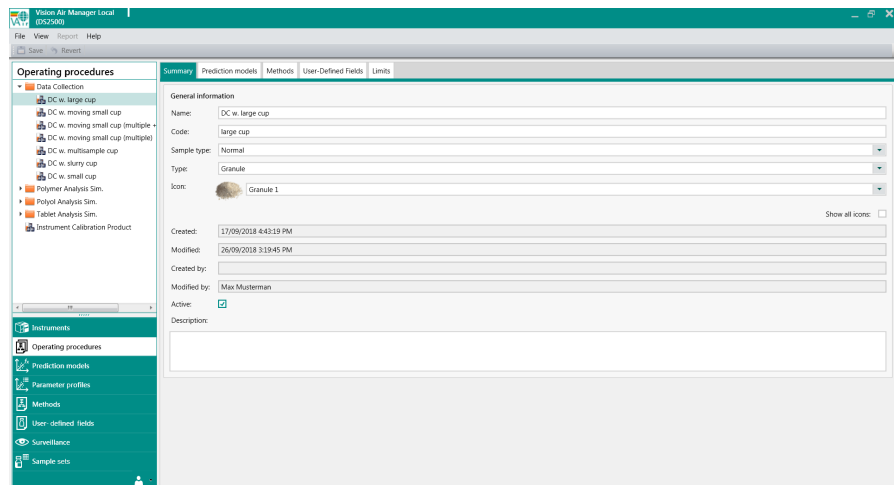 Vision Air Manager Local
(DS2500)
File View Report Help
Save Revert
Operating procedures
Data Collection
DC w. large cup
DC w. moving small cup
DC w. moving small cup (multiple +
DC w. moving small cup (multiple)
DC w. multisample cup
DC w. slurry cup
DC w. small cup
Polymer Analysis Sim.
Polyol Analysis Sim.
Tablet Analysis Sim.
Instrument Calibration Product
Instruments
Operating procedures
Prediction models
Parameter profiles
Methods
User- defined fields
Surveillance
Sample sets
Summary Prediction models Methods User-Defined Fields Limits
General information
Name: DC w. large cup
Code: large cup
Sample type: Normal
Type: Granule
Icon: Granule 1
Show all icons:
Created: 17/09/2018 4:43:19 PM
Modified: 26/09/2018 3:19:45 PM
Created by:
Modified by: Max Musterman
Active:
Description: